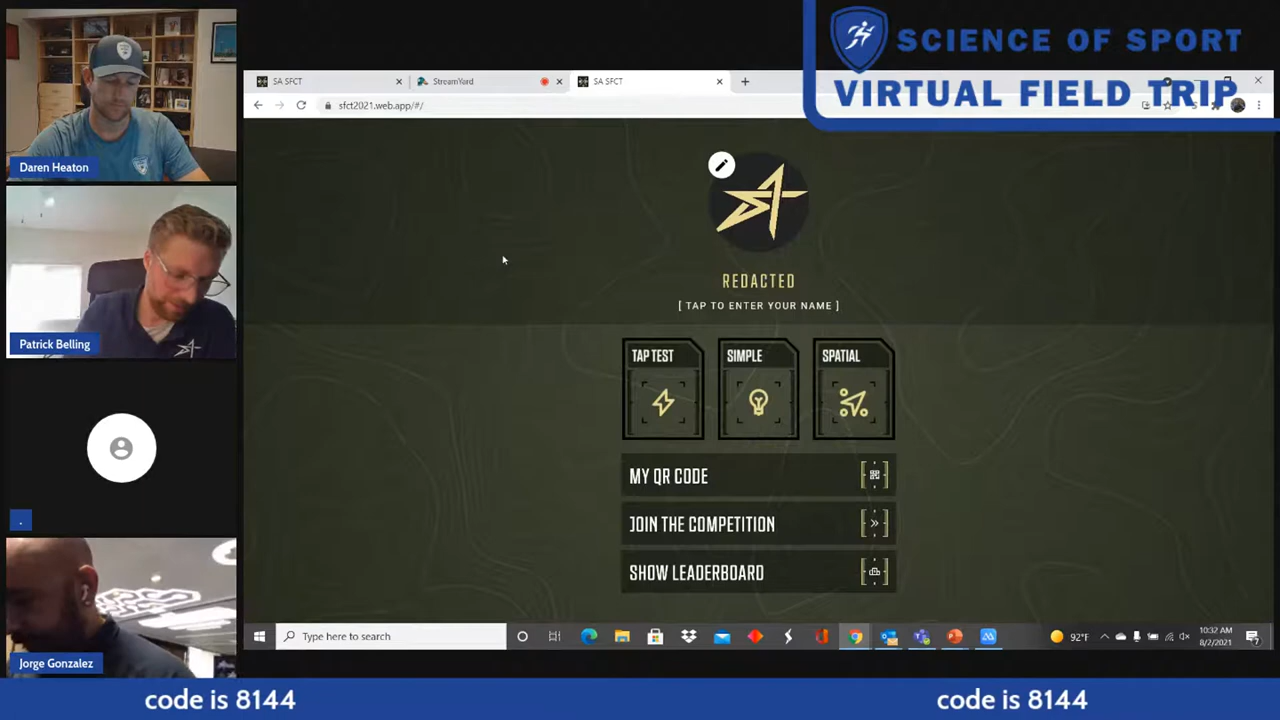 SCIENCE OF SPORT
VIRTUAL FIELD TRIP
SA SFCT
StreamYard
SA SFCT
sfct2021.web.app/#/
Daren Heaton
Patrick Belling
.
Jorge Gonzalez
REDACTED
[ TAP TO ENTER YOUR NAME ]
TAP TEST
SIMPLE
SPATIAL
MY QR CODE
JOIN THE COMPETITION
SHOW LEADERBOARD
Type here to search
92°F
10:32 AM
8/2/2021
code is 8144
code is 8144